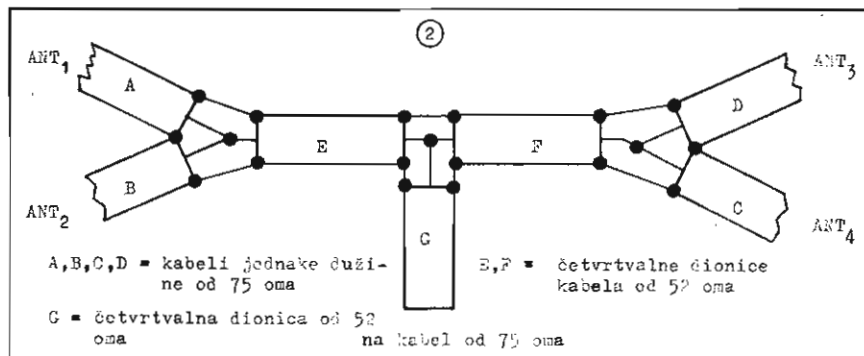 ②
ANT₁
ANT₃
A
D
E
F
B
C
G
ANT₂
ANT₄
A,B,C,D = kabeli jednake duži-
ne od 75 oma
E,F = četvrtvalne dionice
kabela od 52 oma
G = četvrtvalna dionica od 52
oma
na kabel od 75 oma